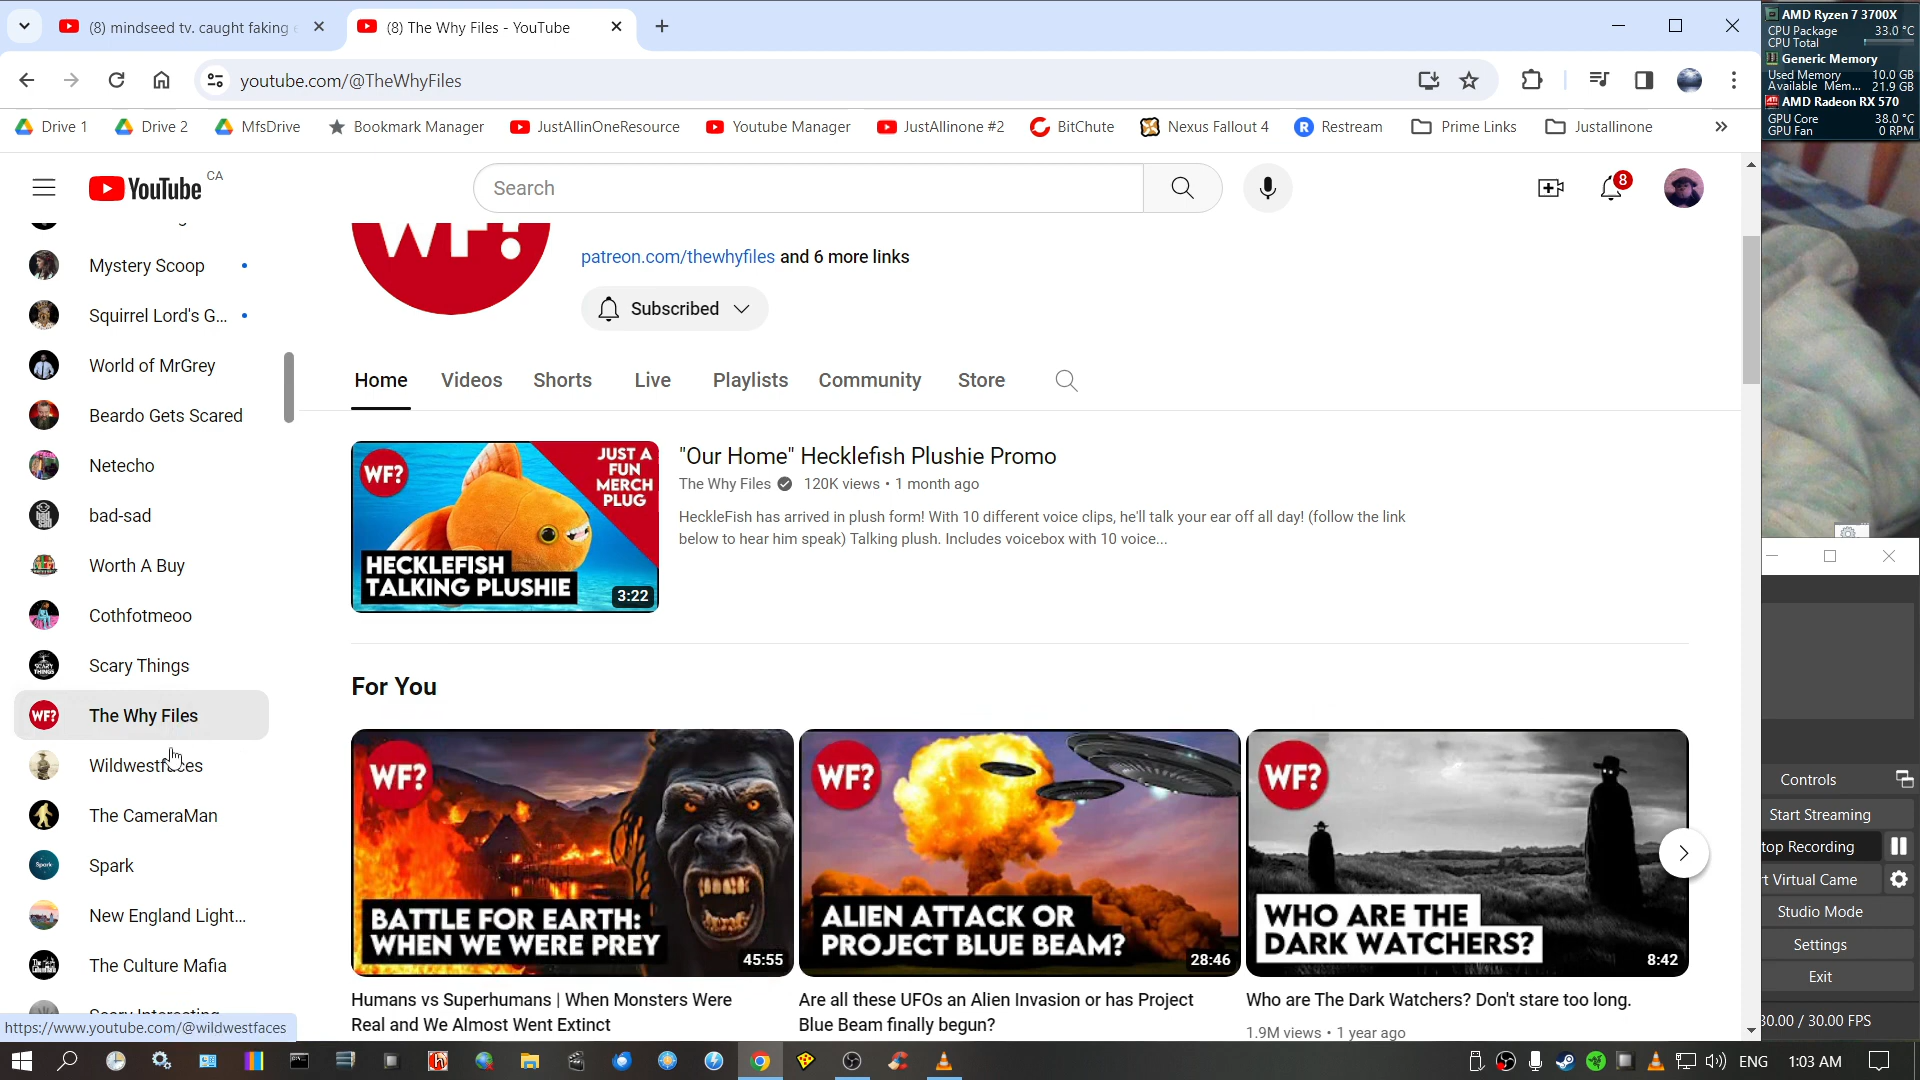 (8) mindseed tv. caught faking
(8) The Why Files - YouTube
youtube.com/@TheWhyFiles
Drive 1
Drive 2
MfsDrive
Bookmark Manager
JustAllinOneResource
Youtube Manager
JustAllinone #2
BitChute
Nexus Fallout 4
Restream
Prime Links
Justallinone
»
AMD Ryzen 7 3700X
CPU Package 33.0 °C
CPU Total
Generic Memory
Used Memory 10.0 GB
Available Mem... 21.9 GB
AMD Radeon RX 570
GPU Core 38.0 °C
GPU Fan 0 RPM
YouTube CA
Search
8
Mystery Scoop
Squirrel Lord's G...
World of MrGrey
Beardo Gets Scared
Netecho
bad-sad
Worth A Buy
Cothfotmeoo
Scary Things
WF? The Why Files
Wildwestfaces
The CameraMan
Spark
New England Light...
The Culture Mafia
https://www.youtube.com/@wildwestfaces
WF?
patreon.com/thewhyfiles and 6 more links
Subscribed
Home
Videos
Shorts
Live
Playlists
Community
Store
WF?
JUST A
FUN
MERCH
PLUG
HECKLEFISH
TALKING PLUSHIE
3:22
"Our Home" Hecklefish Plushie Promo
The Why Files 120K views • 1 month ago
HeckleFish has arrived in plush form! With 10 different voice clips, he'll talk your ear off all day! (follow the link
below to hear him speak) Talking plush. Includes voicebox with 10 voice...
For You
WF?
BATTLE FOR EARTH:
WHEN WE WERE PREY
45:55
Humans vs Superhumans | When Monsters Were
Real and We Almost Went Extinct
WF?
ALIEN ATTACK OR
PROJECT BLUE BEAM?
28:46
Are all these UFOs an Alien Invasion or has Project
Blue Beam finally begun?
WF?
WHO ARE THE
DARK WATCHERS?
8:42
Who are The Dark Watchers? Don't stare too long.
1.9M views • 1 year ago
Controls
Start Streaming
top Recording
t Virtual Came
Studio Mode
Settings
Exit
30.00 / 30.00 FPS
ENG
1:03 AM